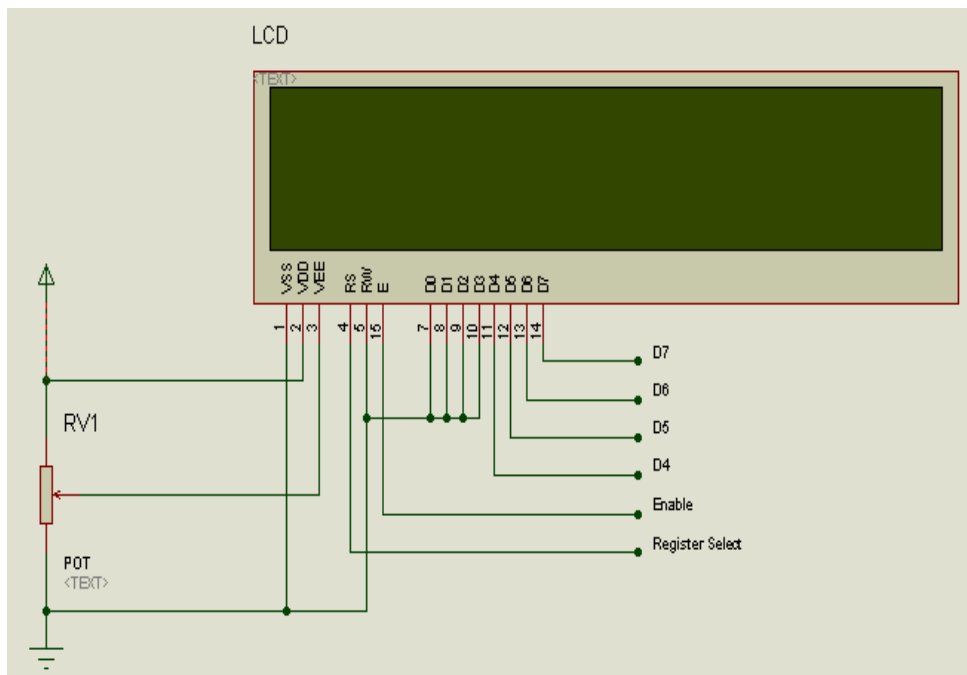 LCD
<TEXT>
VSS VDD VEE RS RW E D0 D1 D2 D3 D4 D5 D6 D7
1 2 3 4 5 15 7 8 9 10 11 12 13 14
D7
D6
RV1
D5
D4
Enable
Register Select
POT
<TEXT>